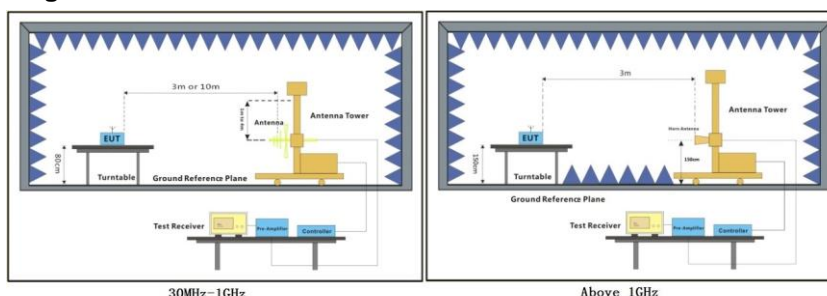 3m or 10m
Antenna Tower
1m to 4m
Antenna
EUT
80cm
Turntable
Ground Reference Plane
Test Receiver
Pre-Amplifier
Controller
30MHz-1GHz
3m
Antenna Tower
Horn Antenna
EUT
150cm
150cm
Turntable
Ground Reference Plane
Test Receiver
Pre-Amplifier
Controller
Above 1GHz